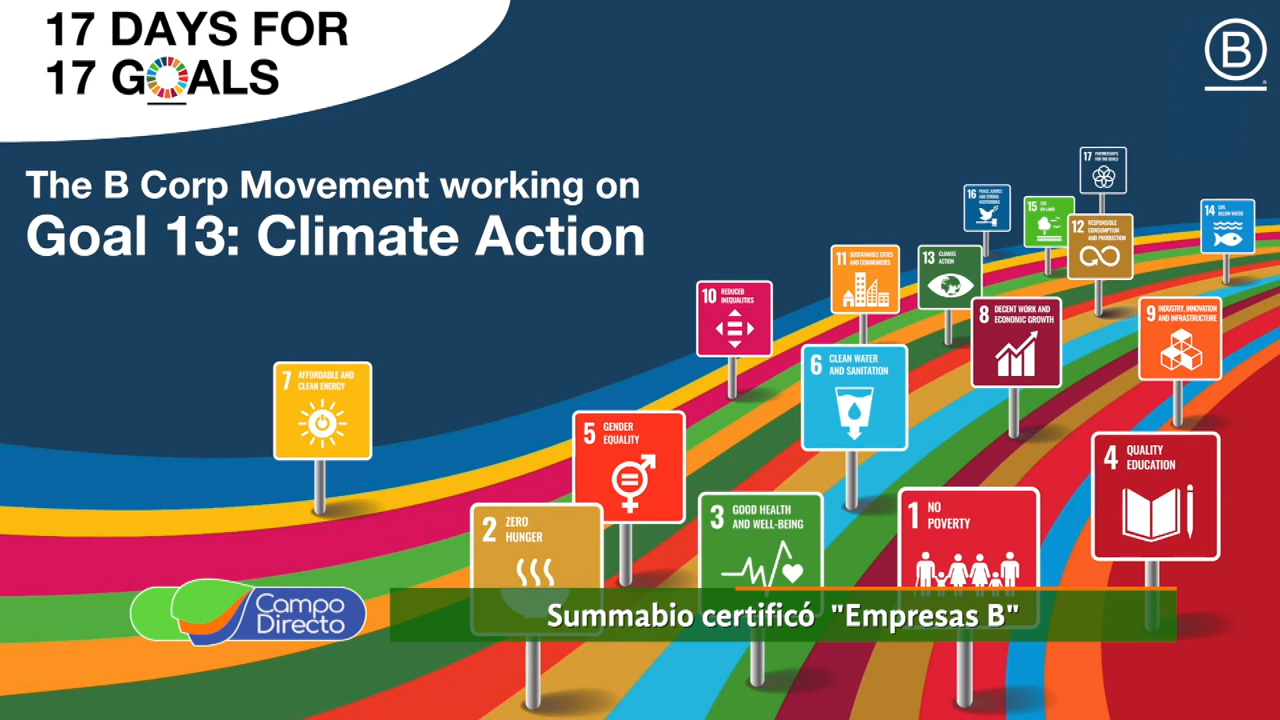 17 DAYS FOR
17 GOALS
B
The B Corp Movement working on
Goal 13: Climate Action
17 PARTNERSHIPS
FOR THE GOALS
16 PEACE, JUSTICE
AND STRONG
INSTITUTIONS
15 LIFE
ON LAND
14 LIFE
BELOW WATER
12 RESPONSIBLE
CONSUMPTION
AND PRODUCTION
11 SUSTAINABLE CITIES
AND COMMUNITIES
13 CLIMATE
ACTION
10 REDUCED
INEQUALITIES
8 DECENT WORK AND
ECONOMIC GROWTH
9 INDUSTRY, INNOVATION
AND INFRASTRUCTURE
6 CLEAN WATER
AND SANITATION
7 AFFORDABLE AND
CLEAN ENERGY
5 GENDER
EQUALITY
4 QUALITY
EDUCATION
2 ZERO
HUNGER
3 GOOD HEALTH
AND WELL-BEING
1 NO
POVERTY
Campo
Directo
Summabio certificó "Empresas B"